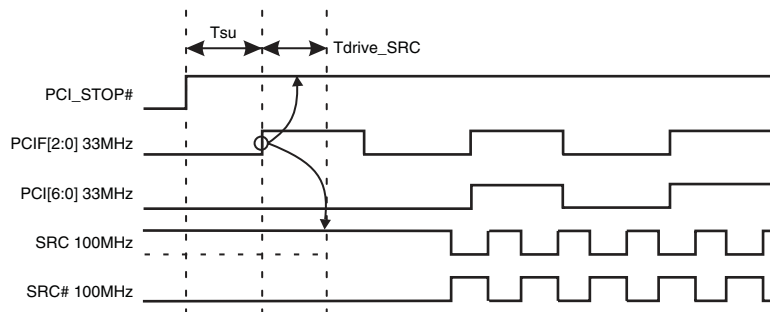 Tsu
Tdrive_SRC
PCI_STOP#
PCIF[2:0] 33MHz
PCI[6:0] 33MHz
SRC 100MHz
SRC# 100MHz